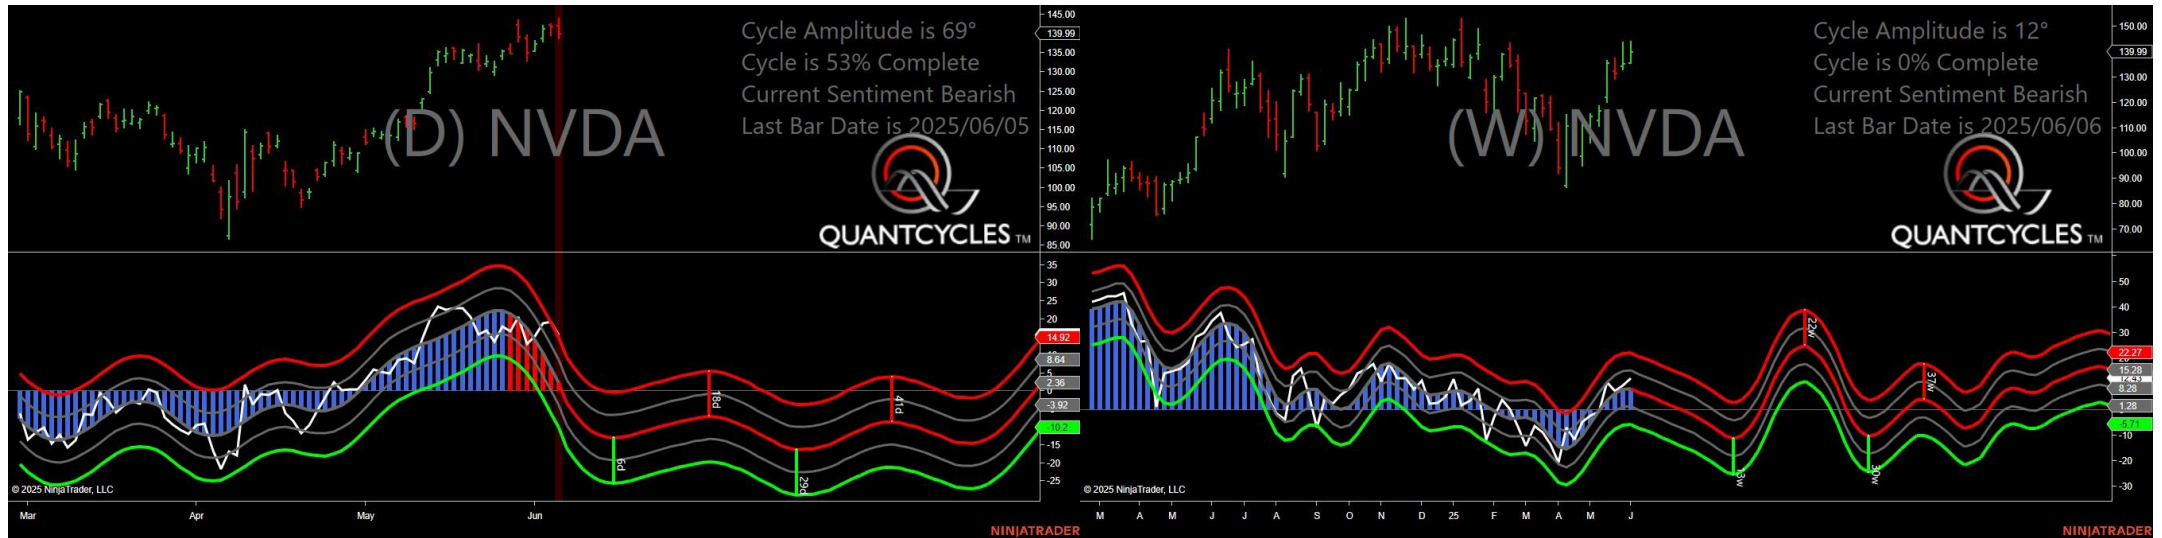 Cycle Amplitude is 69°
Cycle is 53% Complete
Current Sentiment Bearish
Last Bar Date is 2025/06/05
(D) NVDA
QUANTCYCLES TM
145.00
139.99
135.00
130.00
125.00
120.00
115.00
110.00
105.00
100.00
95.00
90.00
85.00
35
30
25
20
14.92
8.64
5
2.36
0
-3.92
-10.2
-15
-20
-25
6d
18d
29d
41d
© 2025 NinjaTrader, LLC
Mar Apr May Jun
NINJATRADER
Cycle Amplitude is 12°
Cycle is 0% Complete
Current Sentiment Bearish
Last Bar Date is 2025/06/06
(W) NVDA
QUANTCYCLES TM
150.00
139.99
130.00
120.00
110.00
100.00
90.00
80.00
70.00
50
40
30
22.27
15.28
8.28
1.28
-5.71
-10
-20
-30
13w
22w
30w
37w
© 2025 NinjaTrader, LLC
M A M J J A S O N D 25 F M A M J
NINJATRADER